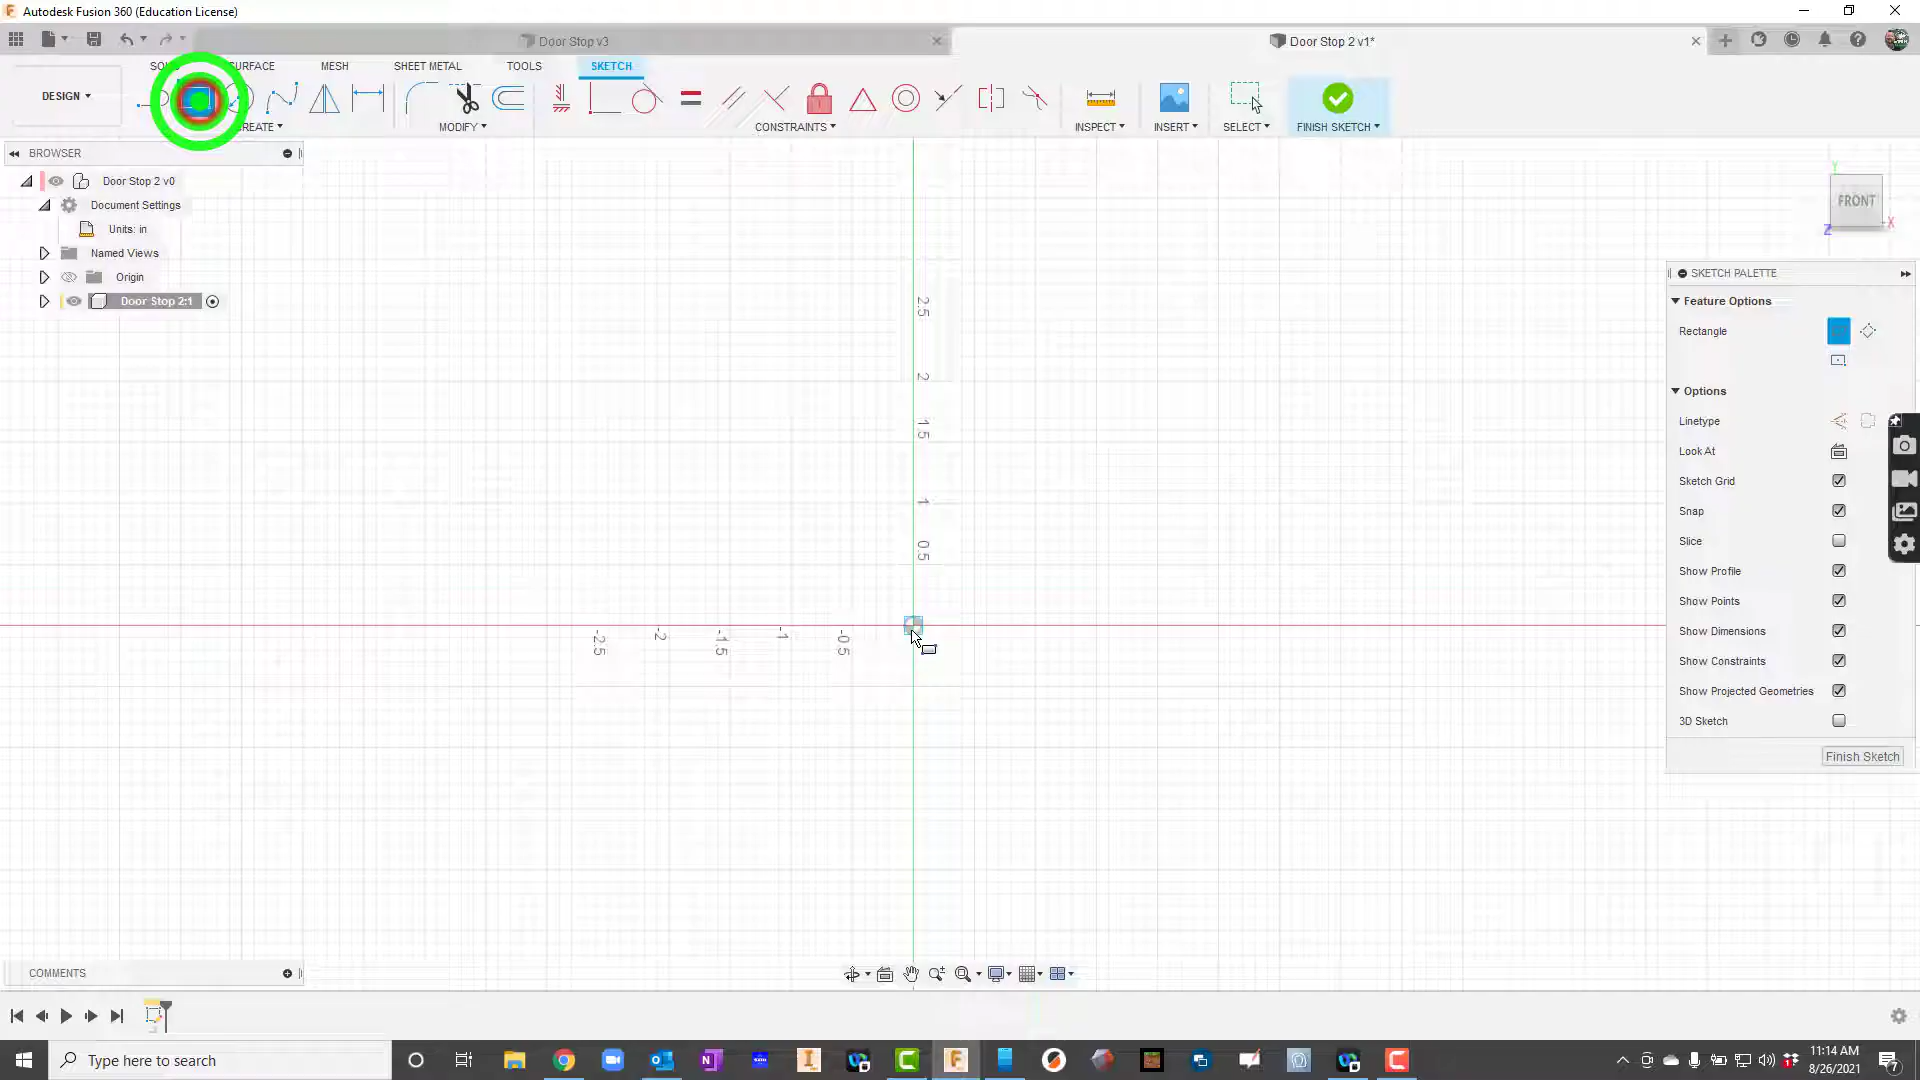 Autodesk Fusion 360 (Education License)
Door Stop v3
Door Stop 2 v1*
SURFACE
MESH
SHEET METAL
TOOLS
SKETCH
DESIGN
MODIFY
CONSTRAINTS
INSPECT
INSERT
SELECT
FINISH SKETCH
BROWSER
Door Stop 2 v0
Document Settings
Units: in
Named Views
Origin
Door Stop 2:1
Y
FRONT
X
Z
SKETCH PALETTE
Feature Options
Rectangle
Options
Linetype
Look At
Sketch Grid
Snap
Slice
Show Profile
Show Points
Show Dimensions
Show Constraints
Show Projected Geometries
3D Sketch
Finish Sketch
2.5
2
1.5
1
0.5
-2.5
-2
-1.5
-1
-0.5
COMMENTS
Type here to search
11:14 AM
8/26/2021
7